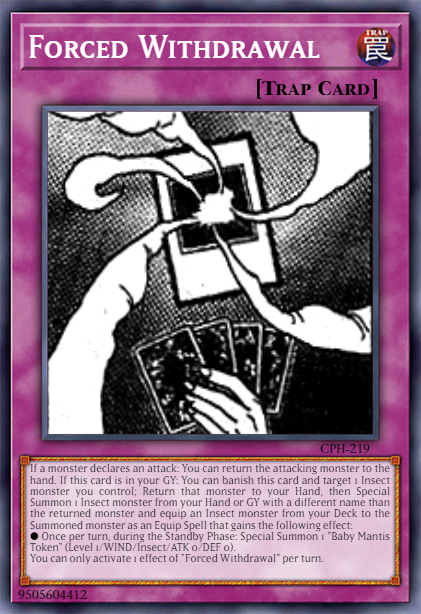 Forced Withdrawal
TRAP
罠
[Trap Card]
CPH-219
If a monster declares an attack: You can return the attacking monster to the
hand. If this card is in your GY: You can banish this card and target 1 Insect
monster you control; Return that monster to your Hand, then Special
Summon 1 Insect monster from your Hand or GY with a different name than
the returned monster and equip an Insect monster from your Deck to the
Summoned monster as an Equip Spell that gains the following effect:
● Once per turn, during the Standby Phase: Special Summon 1 "Baby Mantis
Token" (Level 1/WIND/Insect/ATK 0/DEF 0).
You can only activate 1 effect of "Forced Withdrawal" per turn.
9505604412